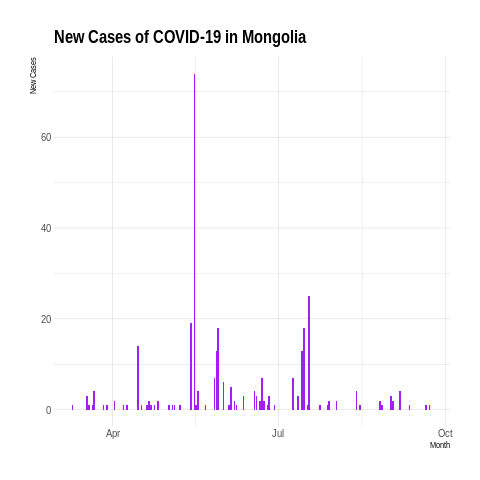 New Cases of COVID-19 in Mongolia
New Cases
60
40
20
0
Apr
Jul
Oct
Month